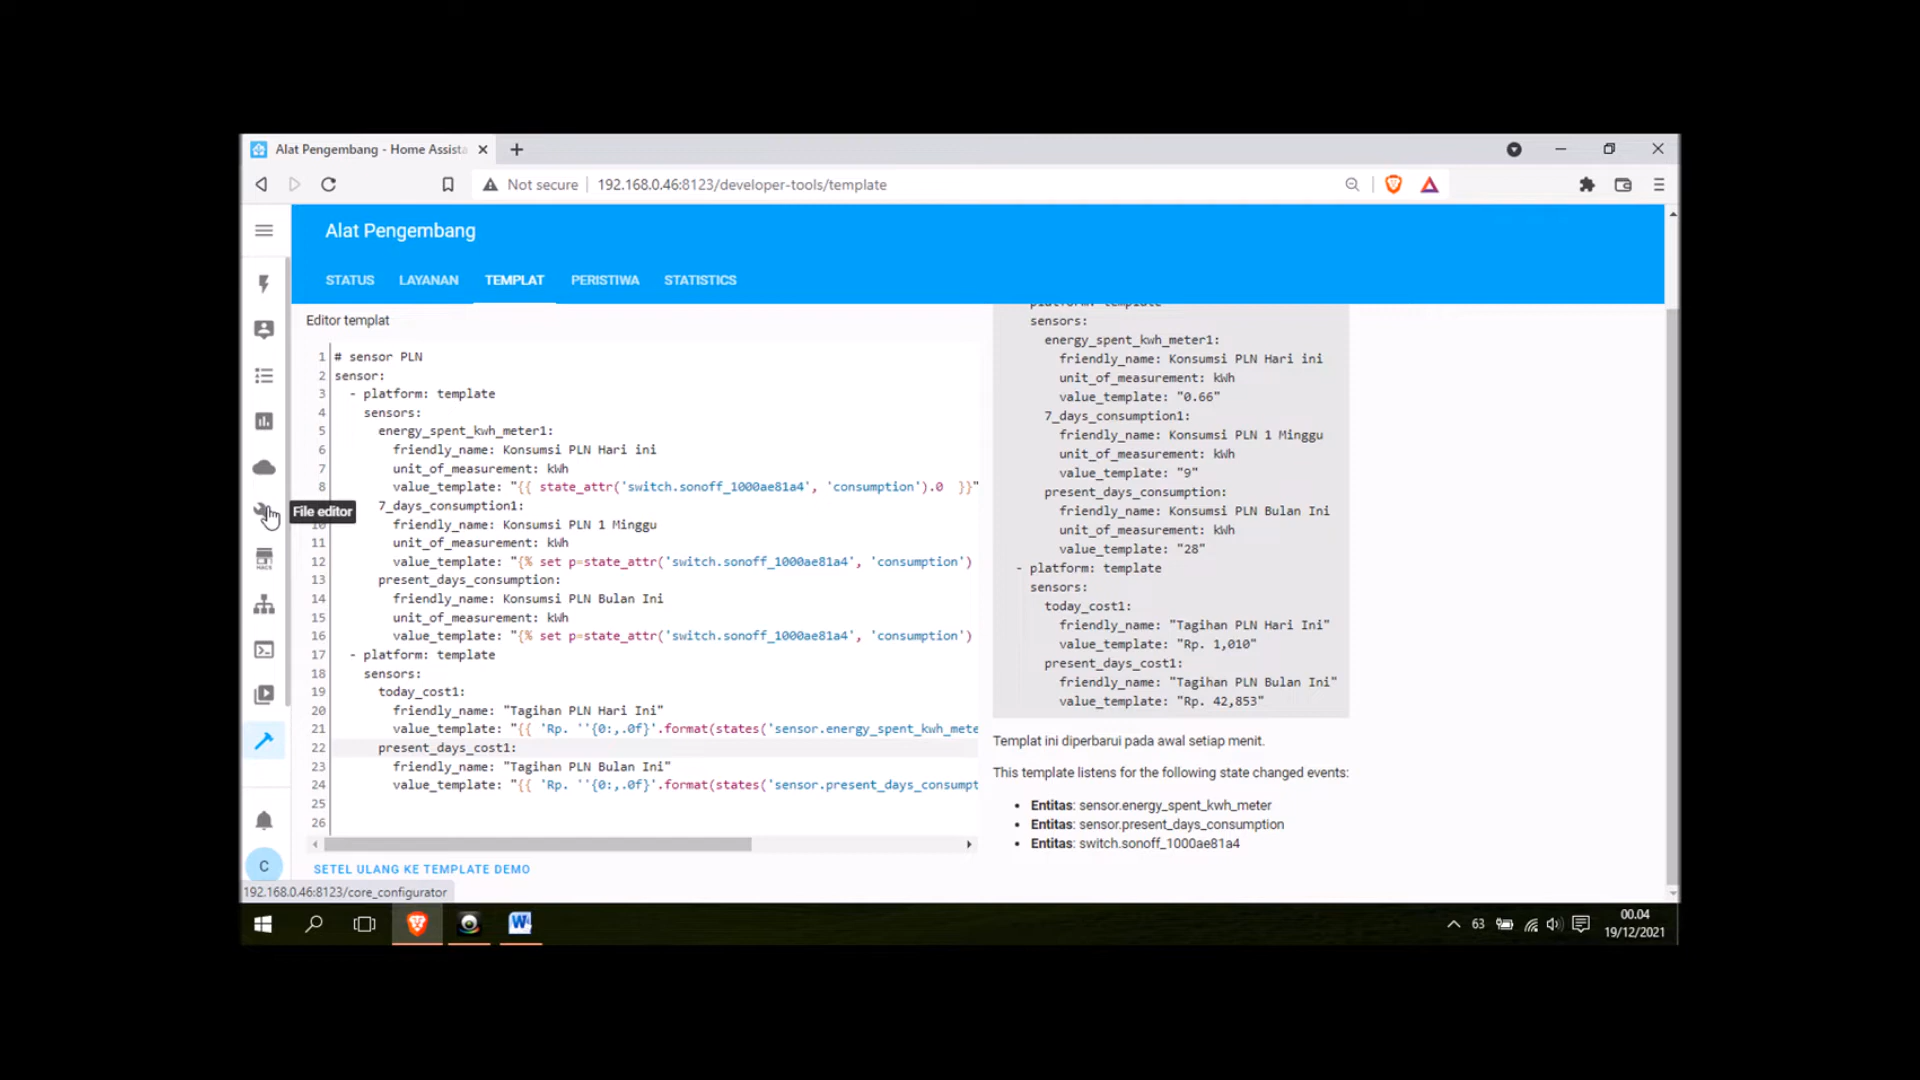 Alat Pengembang - Home Assista
Not secure
192.168.0.46:8123/developer-tools/template
Alat Pengembang
STATUS
LAYANAN
TEMPLAT
PERISTIWA
STATISTICS
Editor templat
1 # sensor PLN
2 sensor:
3 - platform: template
4 sensors:
5 energy_spent_kwh_meter1:
6 friendly_name: Konsumsi PLN Hari ini
7 unit_of_measurement: kWh
8 value_template: "{{ state_attr('switch.sonoff_1000ae81a4', 'consumption').0 }}"
7_days_consumption1:
File editor
10 friendly_name: Konsumsi PLN 1 Minggu
11 unit_of_measurement: kWh
12 value_template: "{% set p=state_attr('switch.sonoff_1000ae81a4', 'consumption')
13 present_days_consumption:
14 friendly_name: Konsumsi PLN Bulan Ini
15 unit_of_measurement: kWh
16 value_template: "{% set p=state_attr('switch.sonoff_1000ae81a4', 'consumption')
17 - platform: template
18 sensors:
19 today_cost1:
20 friendly_name: "Tagihan PLN Hari Ini"
21 value_template: "{{ 'Rp. ''{0:,.0f}'.format(states('sensor.energy_spent_kwh_mete
22 present_days_cost1:
23 friendly_name: "Tagihan PLN Bulan Ini"
24 value_template: "{{ 'Rp. ''{0:,.0f}'.format(states('sensor.present_days_consumpt
25
26
SETEL ULANG KE TEMPLATE DEMO
sensors:
energy_spent_kwh_meter1:
friendly_name: Konsumsi PLN Hari ini
unit_of_measurement: kWh
value_template: "0.66"
7_days_consumption1:
friendly_name: Konsumsi PLN 1 Minggu
unit_of_measurement: kWh
value_template: "9"
present_days_consumption:
friendly_name: Konsumsi PLN Bulan Ini
unit_of_measurement: kWh
value_template: "28"
- platform: template
sensors:
today_cost1:
friendly_name: "Tagihan PLN Hari Ini"
value_template: "Rp. 1,010"
present_days_cost1:
friendly_name: "Tagihan PLN Bulan Ini"
value_template: "Rp. 42,853"
Templat ini diperbarui pada awal setiap menit.
This template listens for the following state changed events:
• Entitas: sensor.energy_spent_kwh_meter
• Entitas: sensor.present_days_consumption
• Entitas: switch.sonoff_1000ae81a4
HACS
C
192.168.0.46:8123/core_configurator
W
63
00.04
19/12/2021